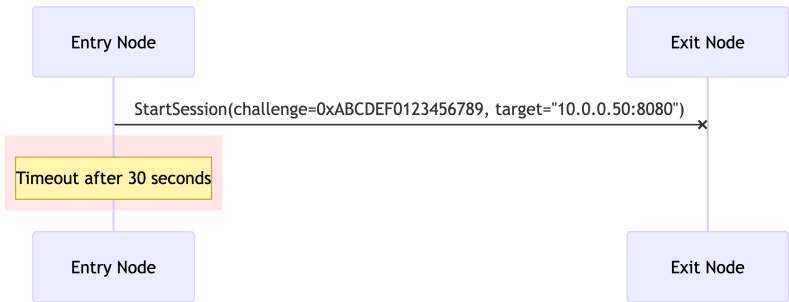 Entry Node
Exit Node
StartSession(challenge=0xABCDEF0123456789, target="10.0.0.50:8080")
Timeout after 30 seconds
Entry Node
Exit Node